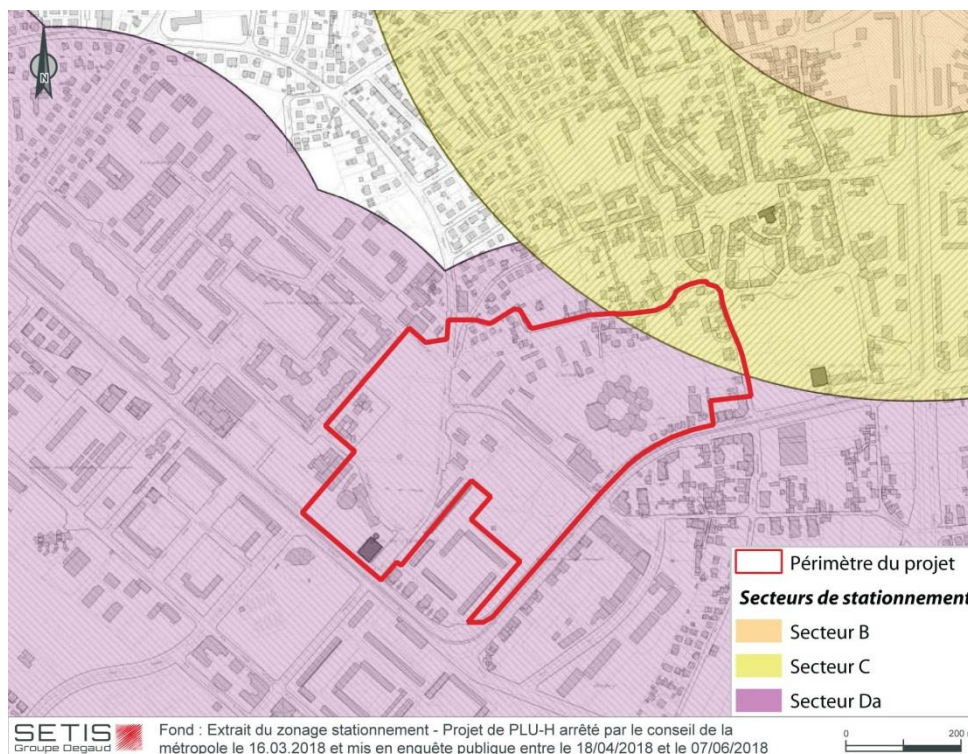 N
Périmètre du projet
Secteurs de stationnement
Secteur B
Secteur C
Secteur Da
SETIS
Groupe Degaud
Fond : Extrait du zonage stationnement - Projet de PLU-H arrêté par le conseil de la
métropole le 16.03.2018 et mis en enquête publique entre le 18/04/2018 et le 07/06/2018
0 200